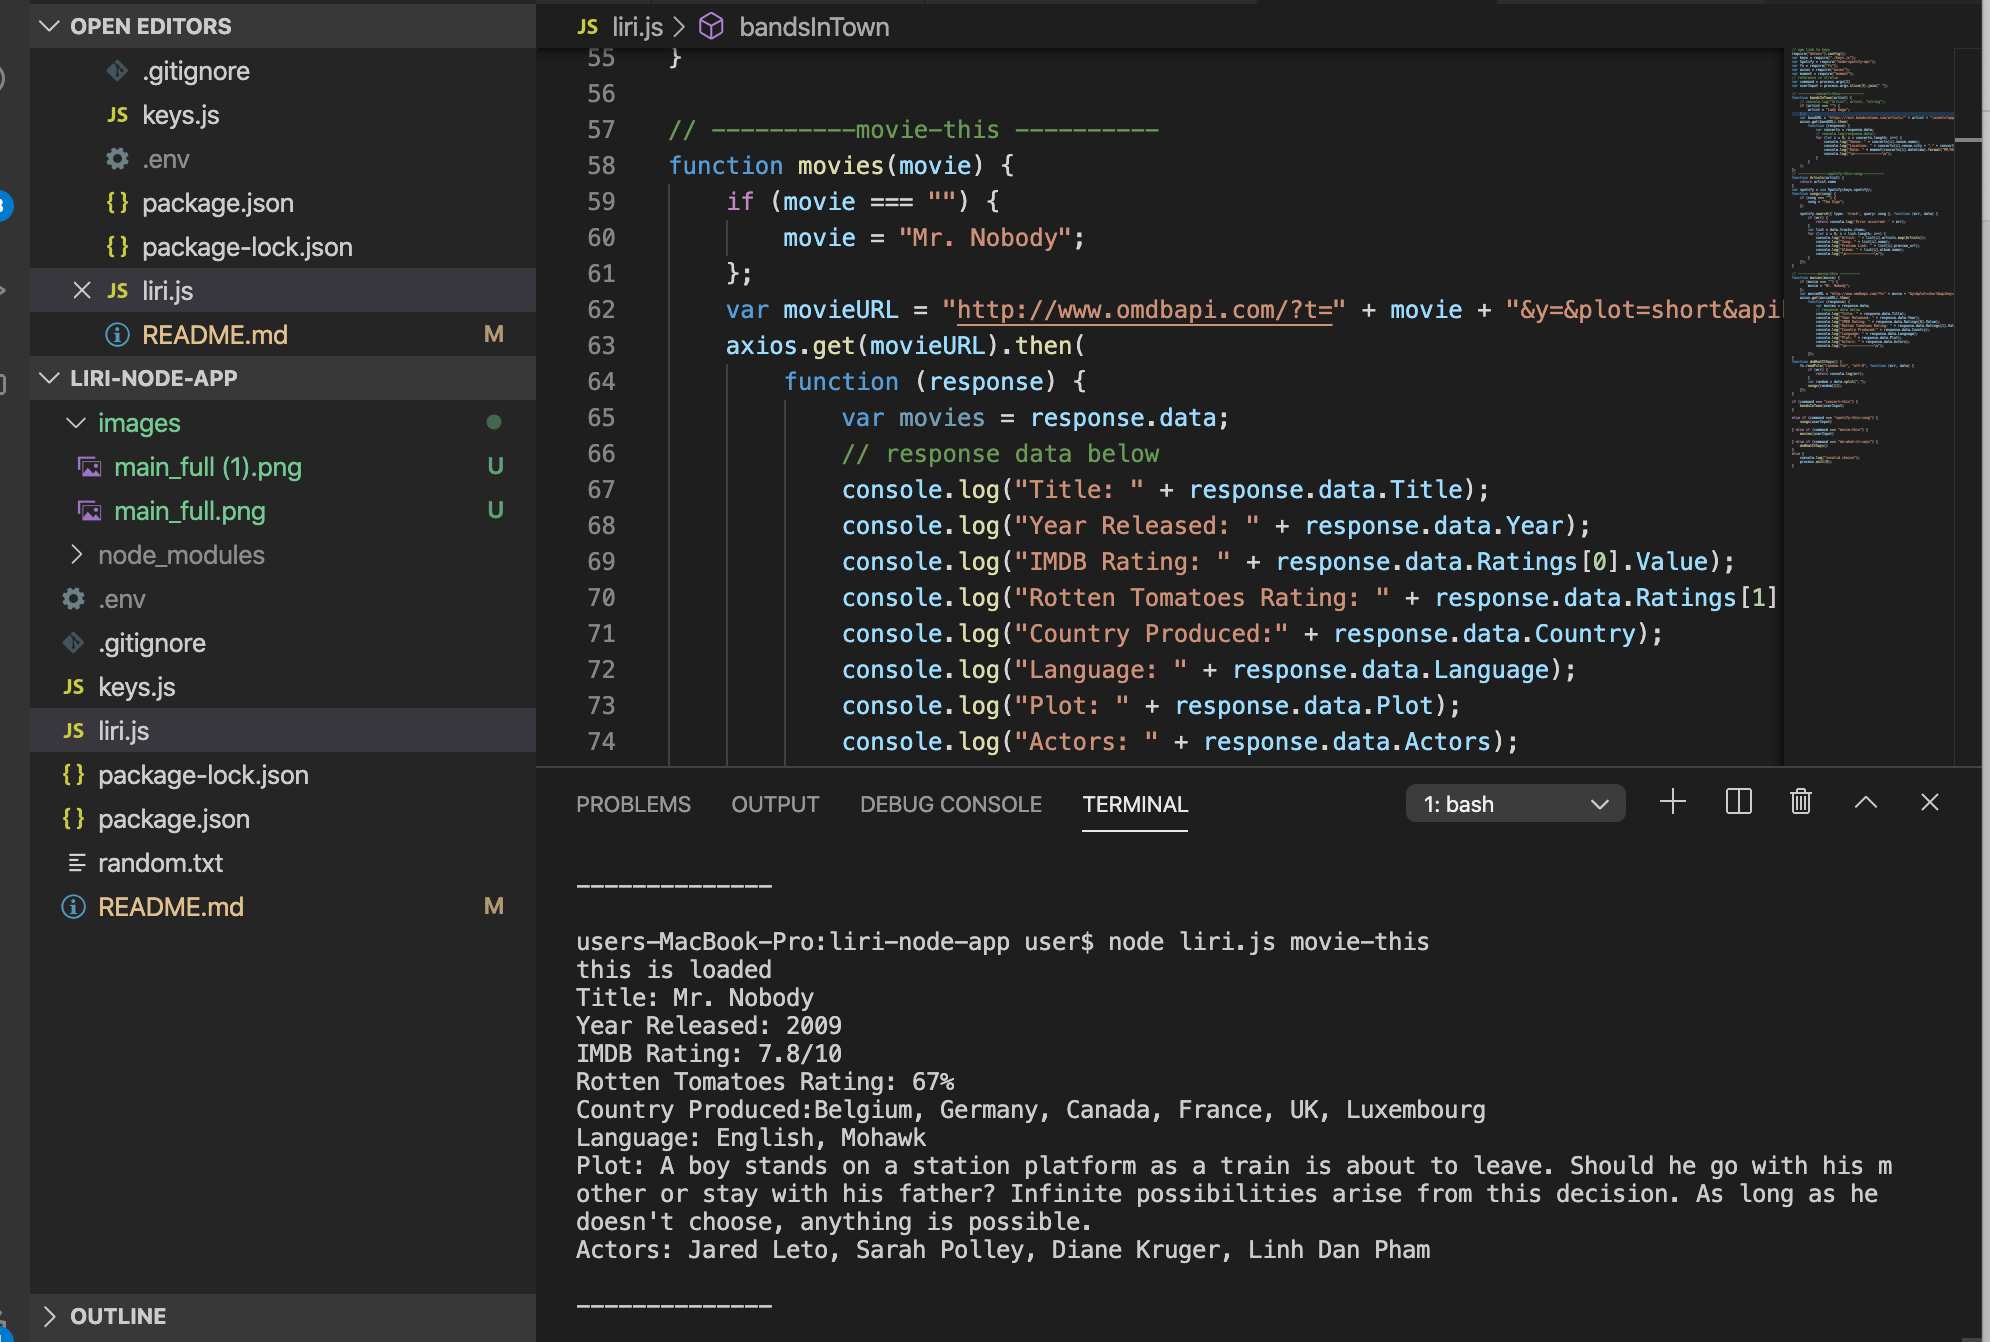 OPEN EDITORS
.gitignore
JS keys.js
.env
{} package.json
{} package-lock.json
JS liri.js
README.md M
LIRI-NODE-APP
images
main_full (1).png U
main_full.png U
node_modules
.env
.gitignore
JS keys.js
JS liri.js
{} package-lock.json
{} package.json
random.txt
README.md M
OUTLINE
JS liri.js > bandsInTown
55 }
56
57 // ----------movie-this ----------
58 function movies(movie) {
59 if (movie === "") {
60 movie = "Mr. Nobody";
61 };
62 var movieURL = "http://www.omdbapi.com/?t=" + movie + "&y=&plot=short&api
63 axios.get(movieURL).then(
64 function (response) {
65 var movies = response.data;
66 // response data below
67 console.log("Title: " + response.data.Title);
68 console.log("Year Released: " + response.data.Year);
69 console.log("IMDB Rating: " + response.data.Ratings[0].Value);
70 console.log("Rotten Tomatoes Rating: " + response.data.Ratings[1]
71 console.log("Country Produced:" + response.data.Country);
72 console.log("Language: " + response.data.Language);
73 console.log("Plot: " + response.data.Plot);
74 console.log("Actors: " + response.data.Actors);
PROBLEMS OUTPUT DEBUG CONSOLE TERMINAL 1: bash
--------------
users-MacBook-Pro:liri-node-app user$ node liri.js movie-this
this is loaded
Title: Mr. Nobody
Year Released: 2009
IMDB Rating: 7.8/10
Rotten Tomatoes Rating: 67%
Country Produced:Belgium, Germany, Canada, France, UK, Luxembourg
Language: English, Mohawk
Plot: A boy stands on a station platform as a train is about to leave. Should he go with his m
other or stay with his father? Infinite possibilities arise from this decision. As long as he
doesn't choose, anything is possible.
Actors: Jared Leto, Sarah Polley, Diane Kruger, Linh Dan Pham
--------------